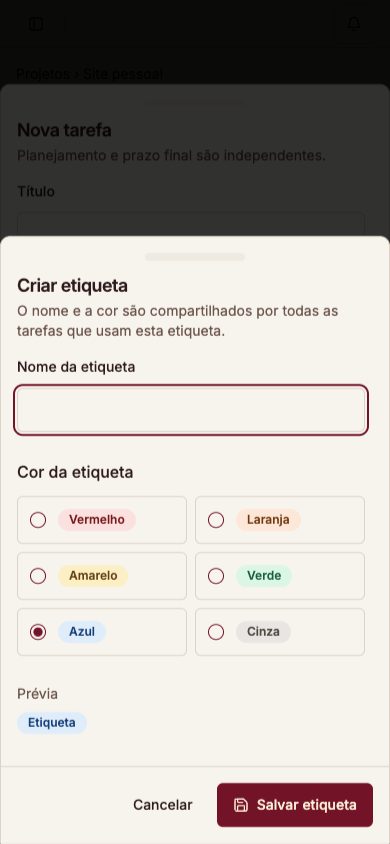 Projetos › Site pessoal
Nova tarefa
Planejamento e prazo final são independentes.
Título
Criar etiqueta
O nome e a cor são compartilhados por todas as
tarefas que usam esta etiqueta.
Nome da etiqueta
Cor da etiqueta
Vermelho
Laranja
Amarelo
Verde
Azul
Cinza
Prévia
Etiqueta
Cancelar
Salvar etiqueta